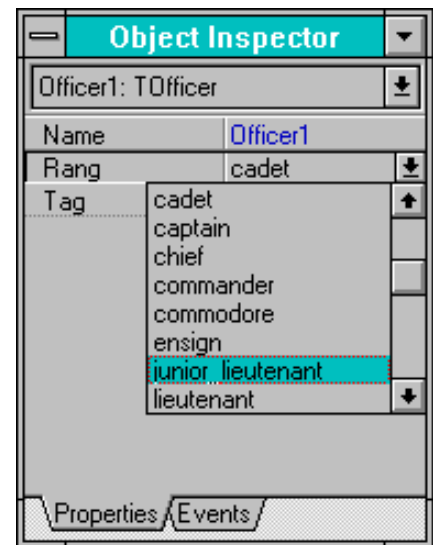 Object Inspector
Officer1: TOfficer
Name Officer1
Rang cadet
Tag
cadet
captain
chief
commander
commodore
ensign
junior_lieutenant
lieutenant
Properties Events